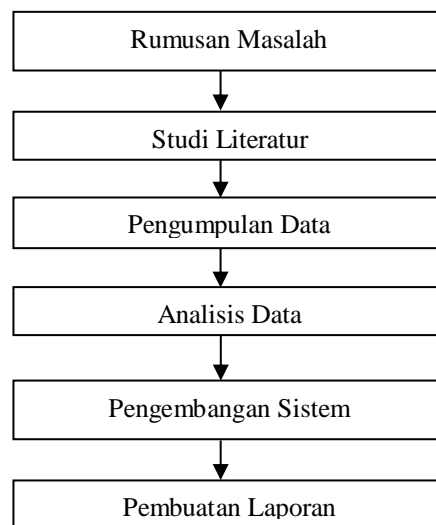 Rumusan Masalah
Studi Literatur
Pengumpulan Data
Analisis Data
Pengembangan Sistem
Pembuatan Laporan